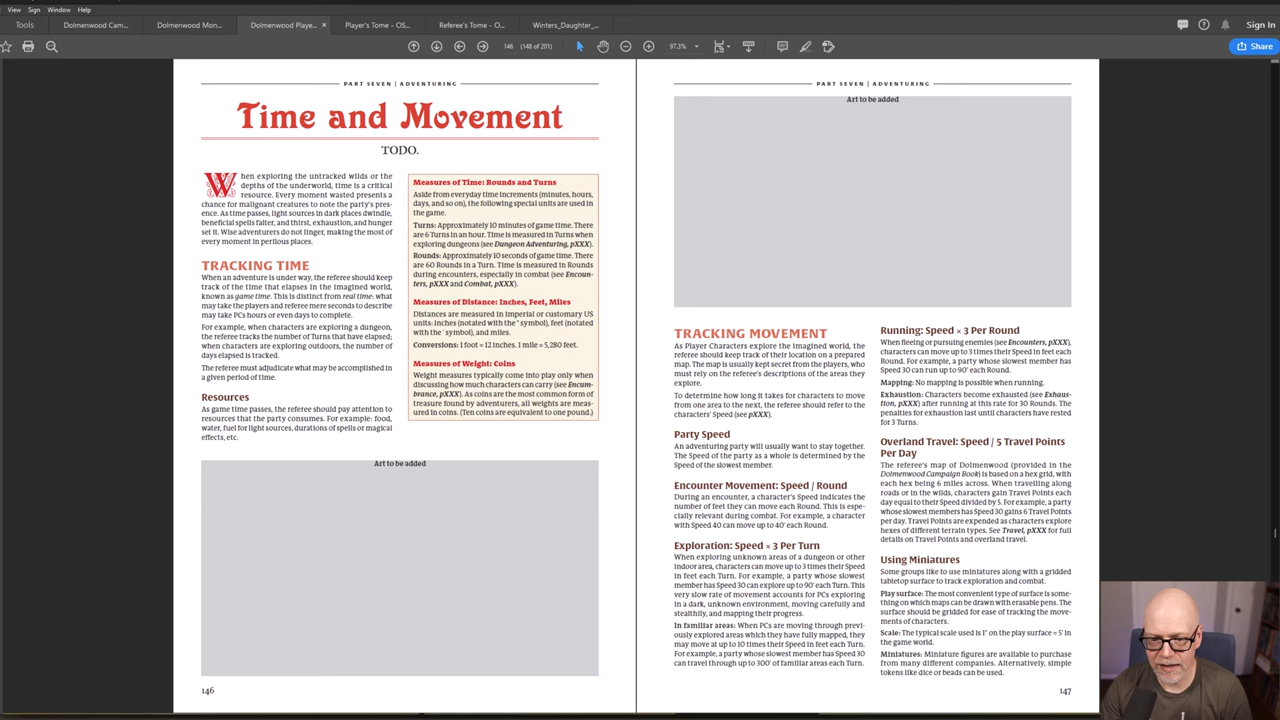 View Sign Window Help
Tools Dolmenwood Cam... Dolmenwood Mon... Dolmenwood Playe... × Player's Tome - OS... Referee's Tome - O... Winters_Daughter_... Sign In
146 (148 of 201) 97.3% Share
PART SEVEN | ADVENTURING
Time and Movement
TODO.
When exploring the untracked wilds or the
depths of the underworld, time is a critical
resource. Every moment wasted presents a
chance for malignant creatures to note the party's pres-
ence. As time passes, light sources in dark places dwindle,
beneficial spells falter, and thirst, exhaustion, and hunger
set it. Wise adventurers do not linger, making the most of
every moment in perilous places.
TRACKING TIME
When an adventure is under way, the referee should keep
track of the time that elapses in the imagined world,
known as game time. This is distinct from real time: what
may take the players and referee mere seconds to describe
may take PCs hours or even days to complete.
For example, when characters are exploring a dungeon,
the referee tracks the number of Turns that have elapsed;
when characters are exploring outdoors, the number of
days elapsed is tracked.
The referee must adjudicate what may be accomplished in
a given period of time.
Resources
As game time passes, the referee should pay attention to
resources that the party consumes. For example: food,
water, fuel for light sources, durations of spells or magical
effects, etc.
Measures of Time: Rounds and Turns
Aside from everyday time increments (minutes, hours,
days, and so on), the following special units are used in
the game.
Turns: Approximately 10 minutes of game time. There
are 6 Turns in an hour. Time is measured in Turns when
exploring dungeons (see Dungeon Adventuring, pXXX).
Rounds: Approximately 10 seconds of game time. There
are 60 Rounds in a Turn. Time is measured in Rounds
during encounters, especially in combat (see Encoun-
ters, pXXX and Combat, pXXX).
Measures of Distance: Inches, Feet, Miles
Distances are measured in imperial or customary US
units: inches (notated with the " symbol), feet (notated
with the ' symbol), and miles.
Conversions: 1 foot = 12 inches. 1 mile = 5,280 feet.
Measures of Weight: Coins
Weight measures typically come into play only when
discussing how much characters can carry (see Encum-
brance, pXXX). As coins are the most common form of
treasure found by adventurers, all weights are meas-
ured in coins. (Ten coins are equivalent to one pound.)
Art to be added
146
PART SEVEN | ADVENTURING
Art to be added
TRACKING MOVEMENT
As Player Characters explore the imagined world, the
referee should keep track of their location on a prepared
map. The map is usually kept secret from the players, who
must rely on the referee's descriptions of the areas they
explore.
To determine how long it takes for characters to move
from one area to the next, the referee should refer to the
characters' Speed (see pXXX).
Party Speed
An adventuring party will usually want to stay together.
The Speed of the party as a whole is determined by the
Speed of the slowest member.
Encounter Movement: Speed / Round
During an encounter, a character's Speed indicates the
number of feet they can move each Round. This is espe-
cially relevant during combat. For example, a character
with Speed 40 can move up to 40' each Round.
Exploration: Speed × 3 Per Turn
When exploring unknown areas of a dungeon or other
indoor area, characters can move up to 3 times their Speed
in feet each Turn. For example, a party whose slowest
member has Speed 30 can explore up to 90' each Turn. This
very slow rate of movement accounts for PCs exploring
in a dark, unknown environment, moving carefully and
stealthily, and mapping their progress.
In familiar areas: When PCs are moving through previ-
ously explored areas which they have fully mapped, they
may move at up to 10 times their Speed in feet each Turn.
For example, a party whose slowest member has Speed 30
can travel through up to 300' of familiar areas each Turn.
Running: Speed × 3 Per Round
When fleeing or pursuing enemies (see Encounters, pXXX),
characters can move up to 3 times their Speed in feet each
Round. For example, a party whose slowest member has
Speed 30 can run up to 90' each Round.
Mapping: No mapping is possible when running.
Exhaustion: Characters become exhausted (see Exhaus-
tion, pXXX) after running at this rate for 30 Rounds. The
penalties for exhaustion last until characters have rested
for 3 Turns.
Overland Travel: Speed / 5 Travel Points
Per Day
The referee's map of Dolmenwood (provided in the
Dolmenwood Campaign Book) is based on a hex grid, with
each hex being 6 miles across. When travelling along
roads or in the wilds, characters gain Travel Points each
day equal to their Speed divided by 5. For example, a party
whose slowest members has Speed 30 gains 6 Travel Points
per day. Travel Points are expended as characters explore
hexes of different terrain types. See Travel, pXXX for full
details on Travel Points and overland travel.
Using Miniatures
Some groups like to use miniatures along with a gridded
tabletop surface to track exploration and combat.
Play surface: The most convenient type of surface is some-
thing on which maps can be drawn with erasable pens. The
surface should be gridded for ease of tracking the move-
ments of characters.
Scale: The typical scale used is 1" on the play surface = 5' in
the game world.
Miniatures: Miniature figures are available to purchase
from many different companies. Alternatively, simple
tokens like dice or beads can be used.
147